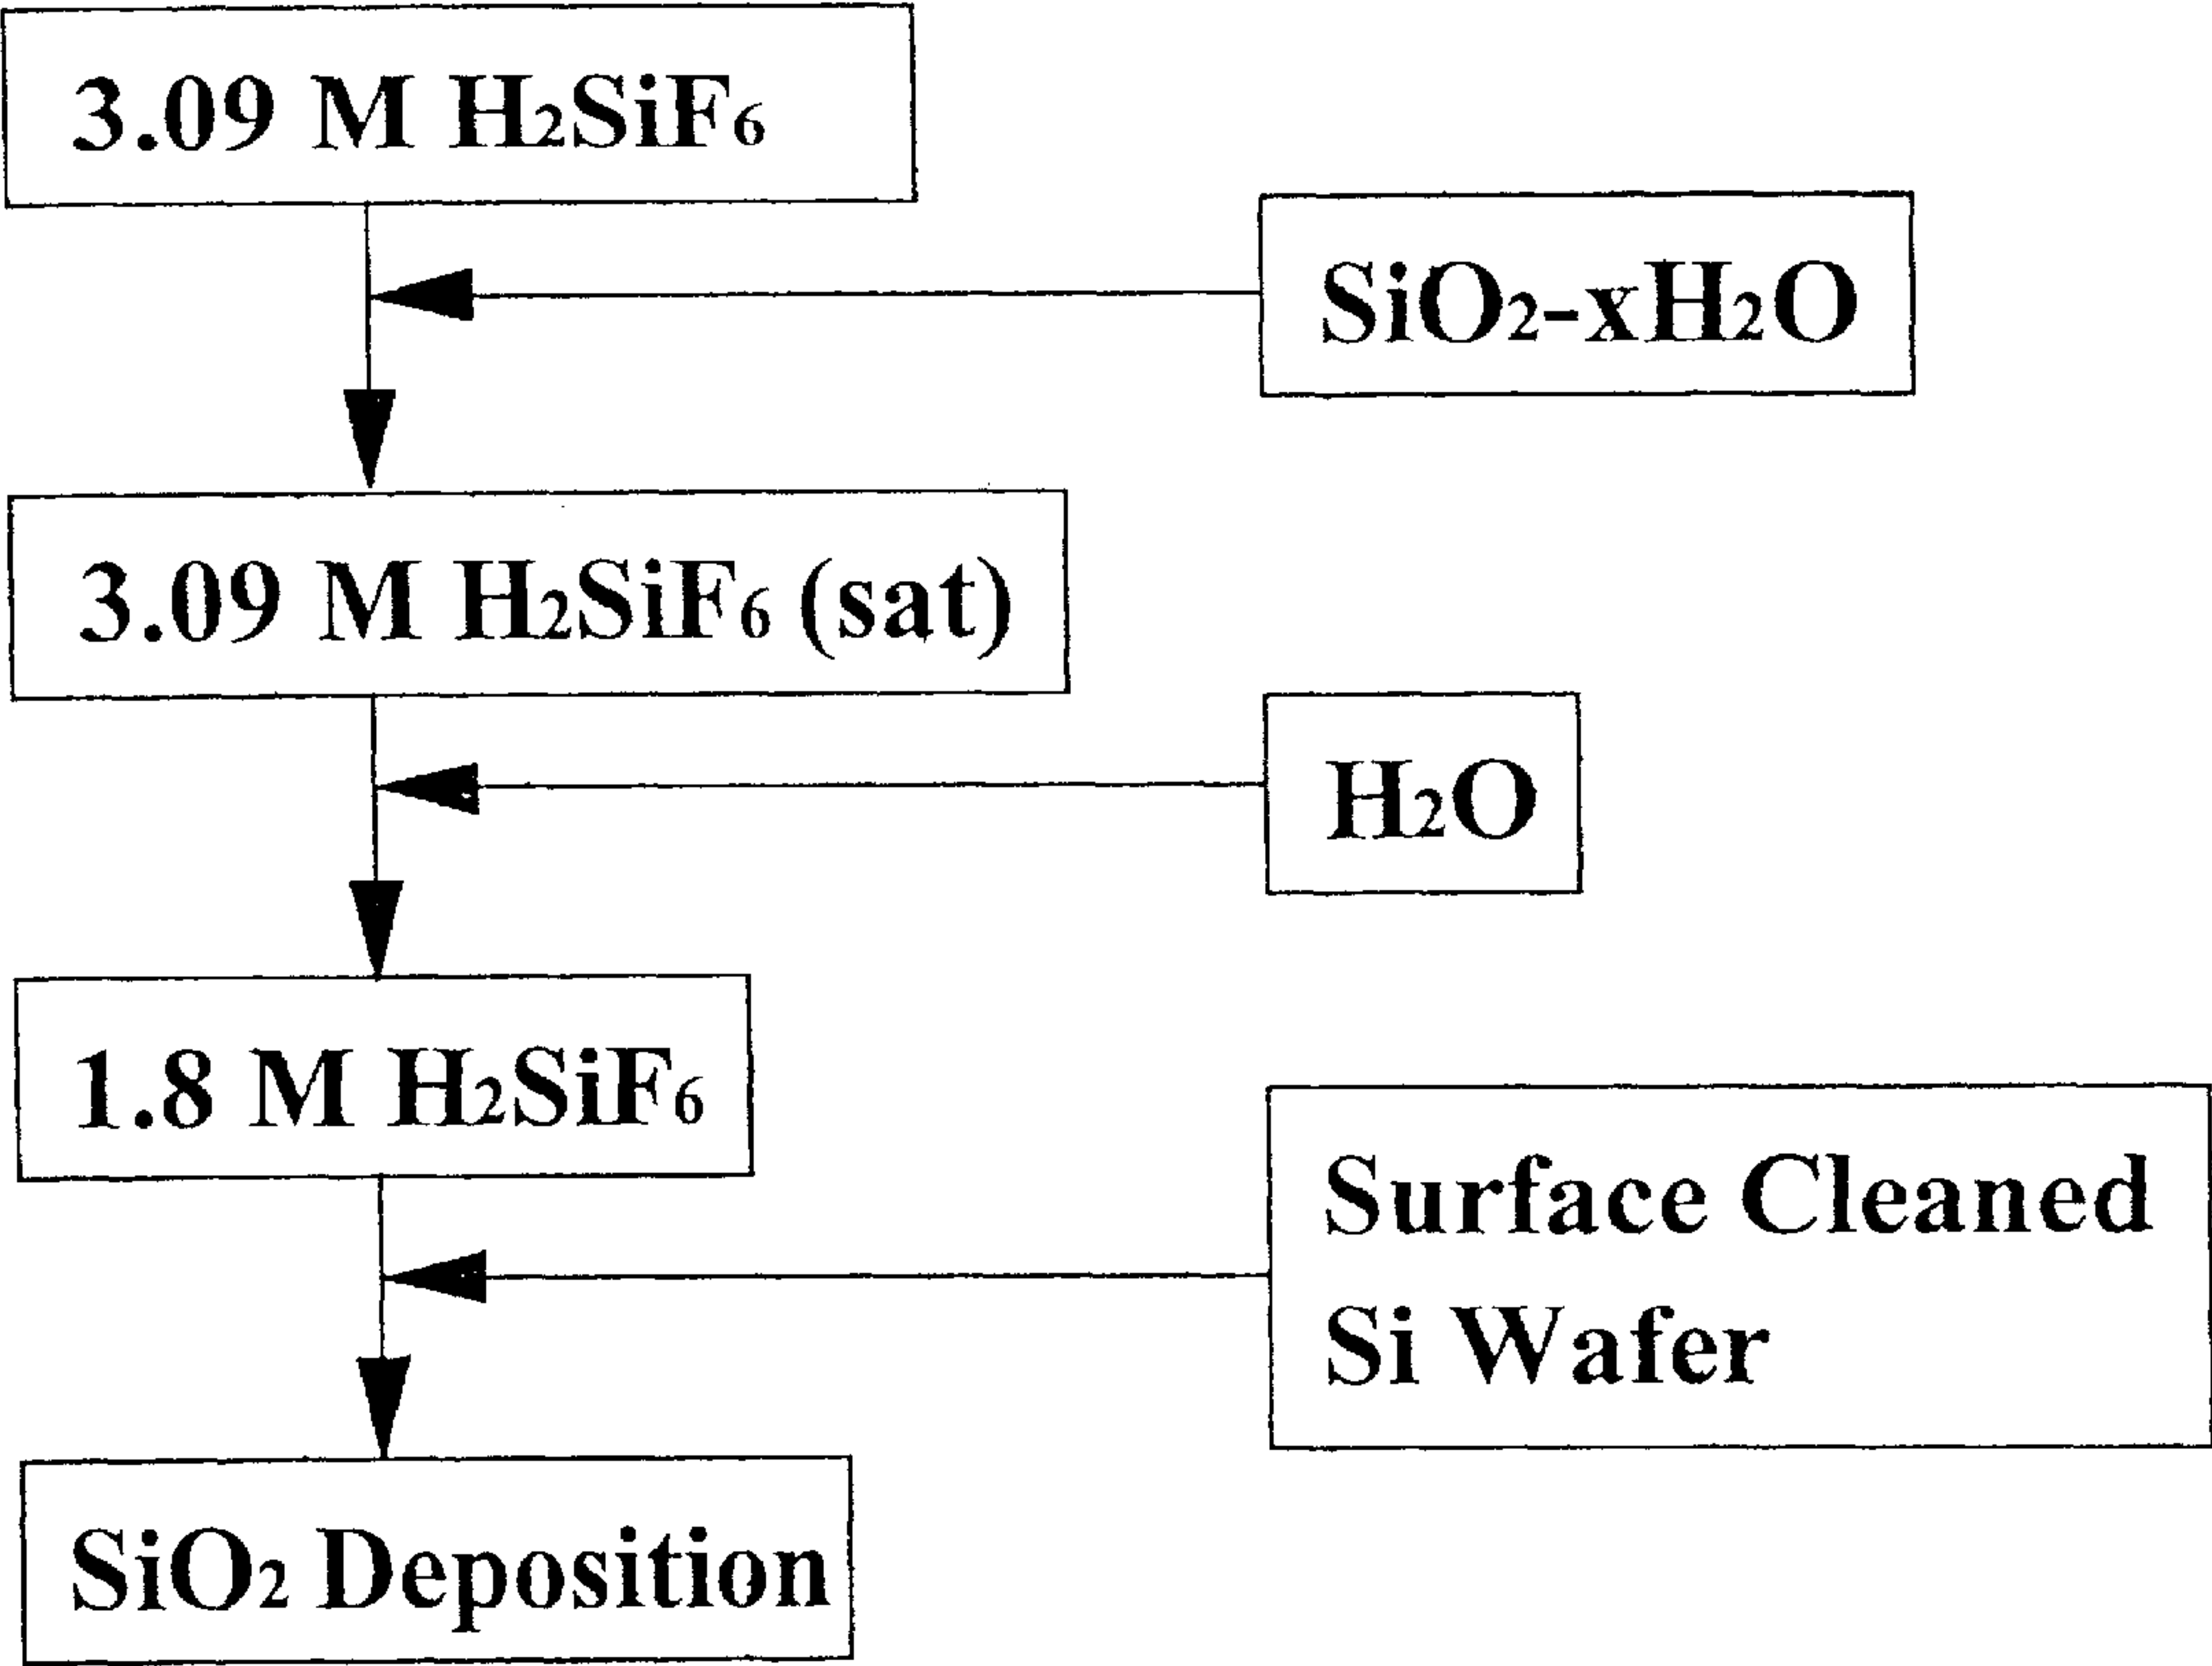 3.09 M H₂SiF₆
SiO₂-xH₂O
3.09 M H₂SiF₆ (sat)
H₂O
1.8 M H₂SiF₆
Surface Cleaned
Si Wafer
SiO₂ Deposition